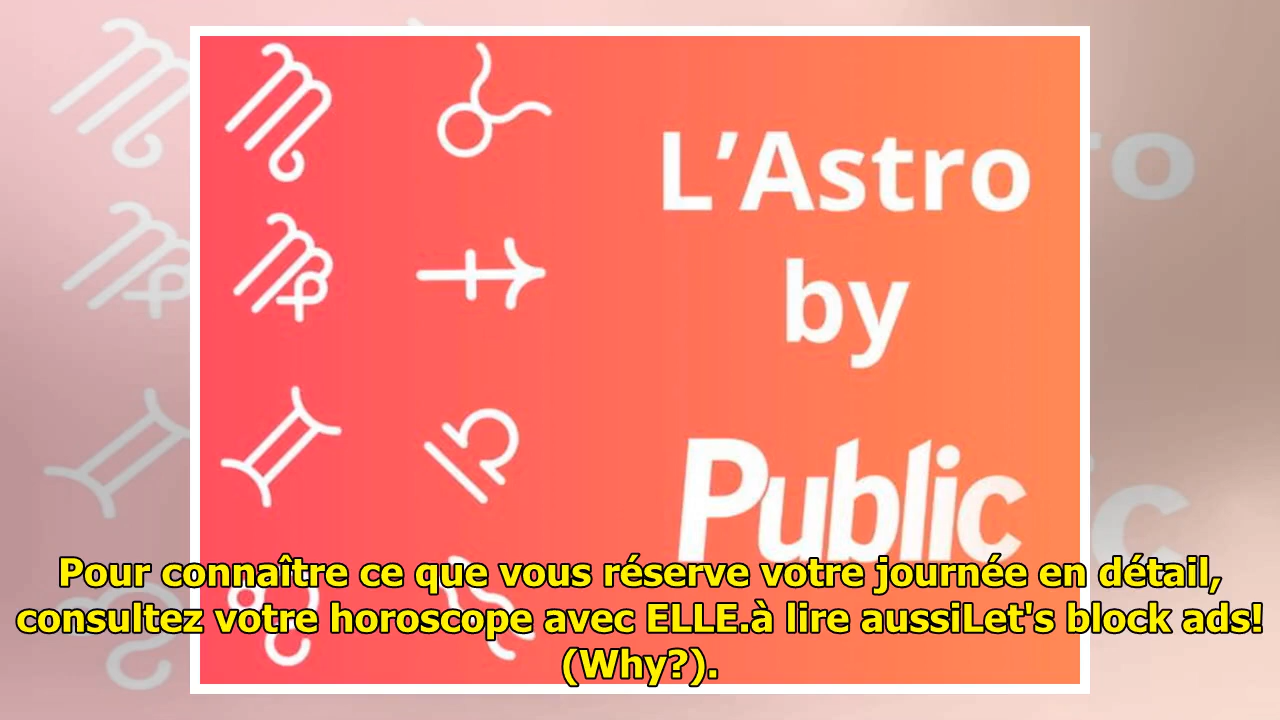 L'Astro
by
Public
Pour connaître ce que vous réserve votre journée en détail,
consultez votre horoscope avec ELLE.à lire aussiLet's block ads!
(Why?).